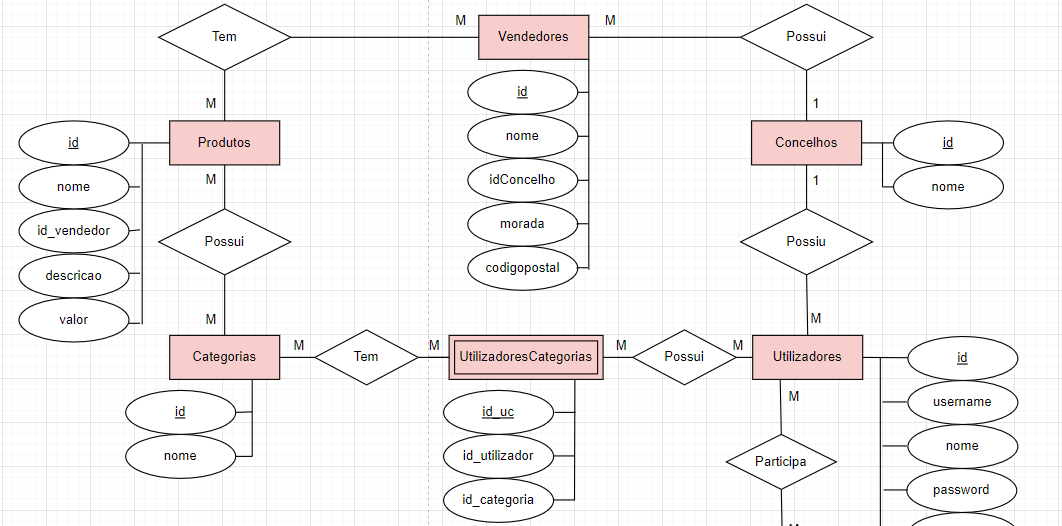 Tem
M
Vendedores
M
Possui
id
nome
idConcelho
morada
codigopostal
M
1
id
Produtos
nome
id_vendedor
descricao
valor
Concelhos
id
nome
M
1
Possui
Possiu
M
M
Categorias
M
Tem
M
UtilizadoresCategorias
M
Possui
M
Utilizadores
id
nome
id_uc
id_utilizador
id_categoria
M
Participa
id
username
nome
password